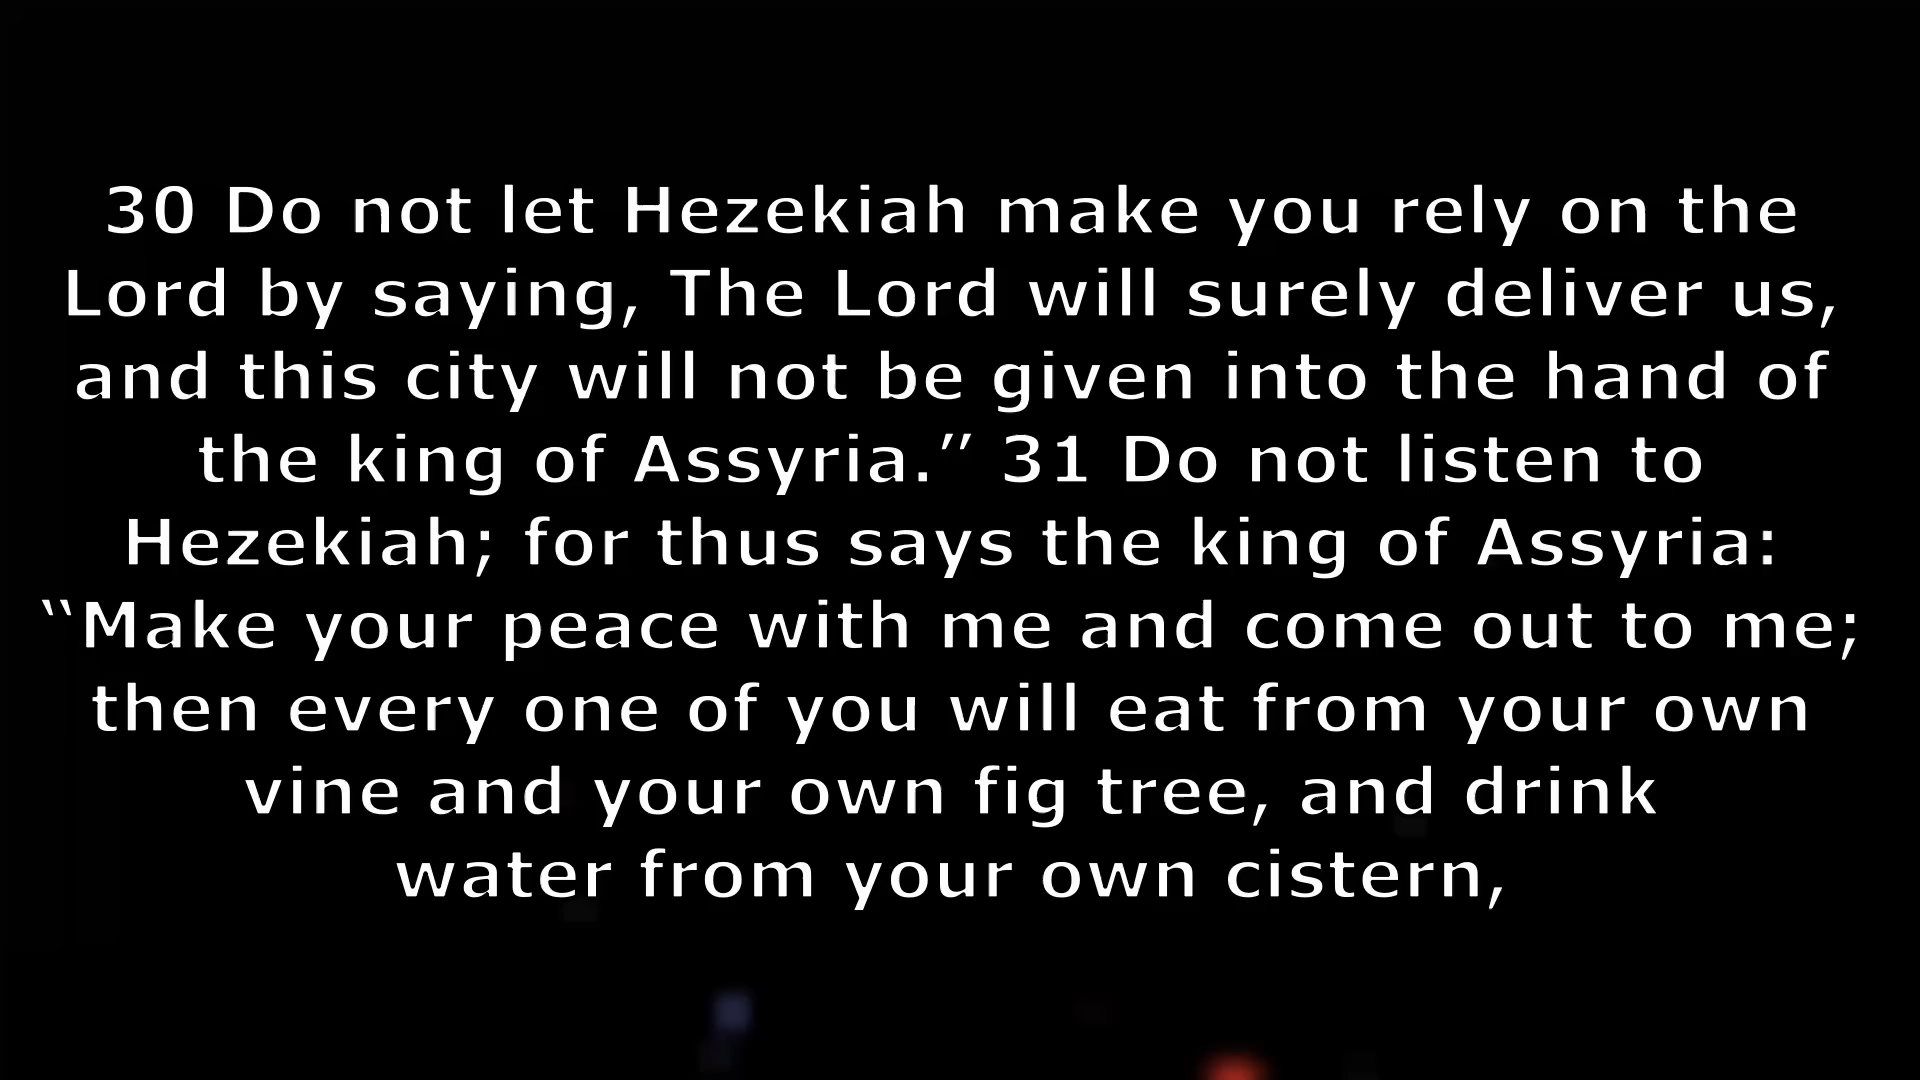 30 Do not let Hezekiah make you rely on the
Lord by saying, The Lord will surely deliver us,
and this city will not be given into the hand of
the king of Assyria.” 31 Do not listen to
Hezekiah; for thus says the king of Assyria:
“Make your peace with me and come out to me;
then every one of you will eat from your own
vine and your own fig tree, and drink
water from your own cistern,